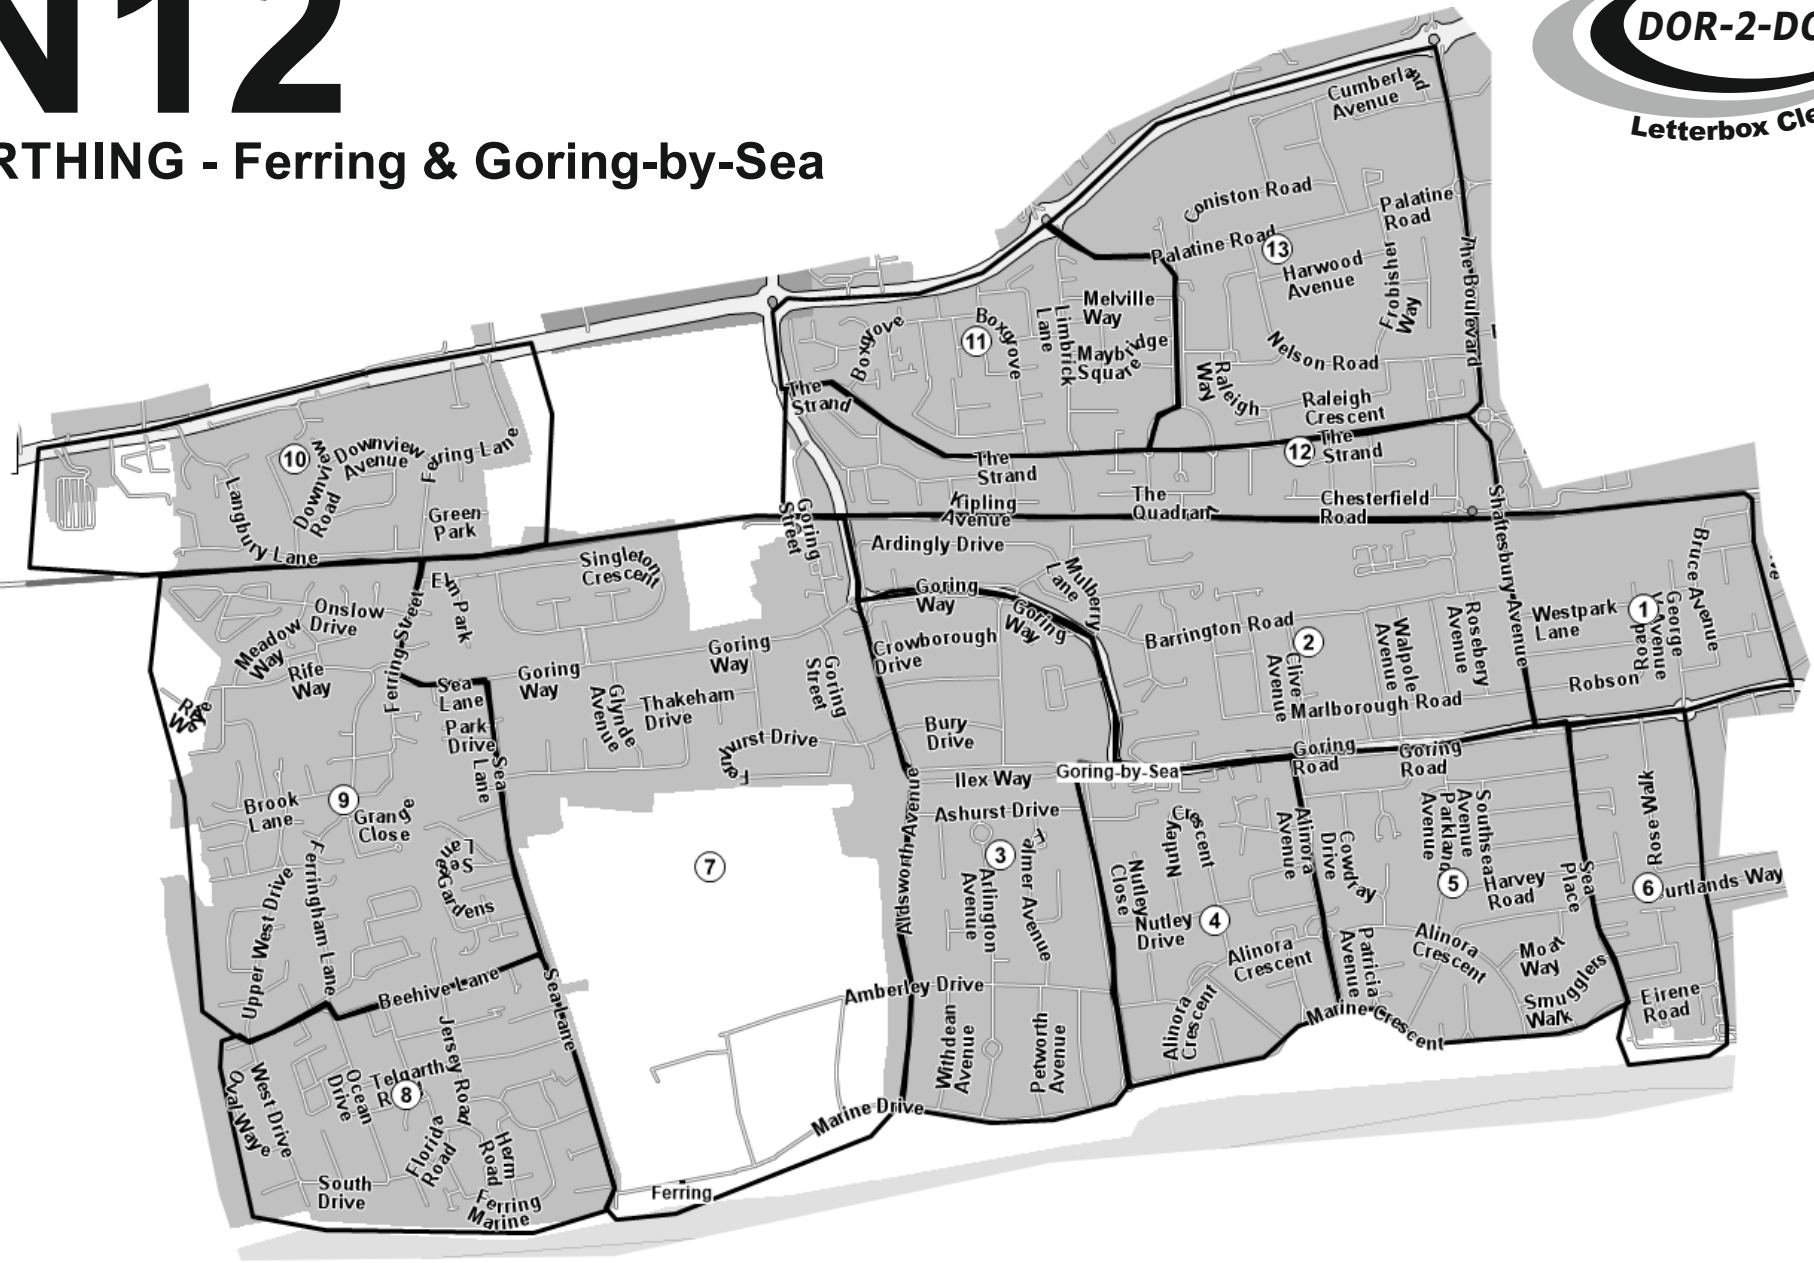 N12
RTHING - Ferring & Goring-by-Sea
DOR-2-DO
Letterbox Cle
Cumberland
Avenue
Coniston Road
Palatine
Road
Palatine Road
13
Harwood
Avenue
Frobisher
Way
The Boulevard
Melville
Way
Limbrick
Lane
Boxgrove
Boxgrove
11
Maybridge
Square
Nelson Road
Raleigh
Way
Raleigh
Crescent
The
Strand
12
The
Strand
The
Strand
Downview
Avenue
Downview
Road
10
Ferring Lane
Langbury Lane
Green
Park
Kipling
Avenue
The
Quadrant
Chesterfield
Road
Goring
Street
Shaftesbury Avenue
Ardingly Drive
Mulberry
Lane
Singleton
Crescent
Elm Park
Onslow
Drive
Ferring Street
Meadow
Way
Rife
Way
Rife
Way
Goring
Way
Goring
Way
Crowborough
Drive
Barrington Road
2
Clive
Avenue
Walpole
Avenue
Rosebery
Avenue
Westpark
Lane
1
George
Avenue
Bruce Avenue
Robson
Road
Marlborough Road
Sea
Lane
Goring
Way
Goring
Way
Goring
Street
Glynde
Avenue
Thakeham
Drive
Park
Drive
Sea
Lane
Ferry
hurst Drive
Bury
Drive
Ilex Way
Goring-by-Sea
Goring
Road
Goring
Road
Brook
Lane
9
Grange
Close
Sea
Lane
Gardens
Upper West Drive
Ferringham Lane
7
Aldsworth Avenue
Ashurst Drive
3
Arlington
Avenue
Falmer Avenue
Nutley
Crescent
Nutley
Close
Nutley
Drive
4
Alinora
Avenue
Cowdray
Drive
Parklands
Avenue
Southsea
Avenue
5
Harvey
Road
Sea
Place
Rose Walk
6
urtlands Way
Alinora
Crescent
Alinora
Crescent
Patricia
Avenue
Alinora
Crescent
Moat
Way
Smugglers
Walk
Eirene
Road
Marine Crescent
Beehive Lane
Sea Lane
Amberley Drive
Withdean
Avenue
Petworth
Avenue
Marine Drive
Jersey Road
Ocean
Drive
8
West Drive
Oval Waye
Florida
Road
Herm
Road
South
Drive
Ferring
Marine
Ferring